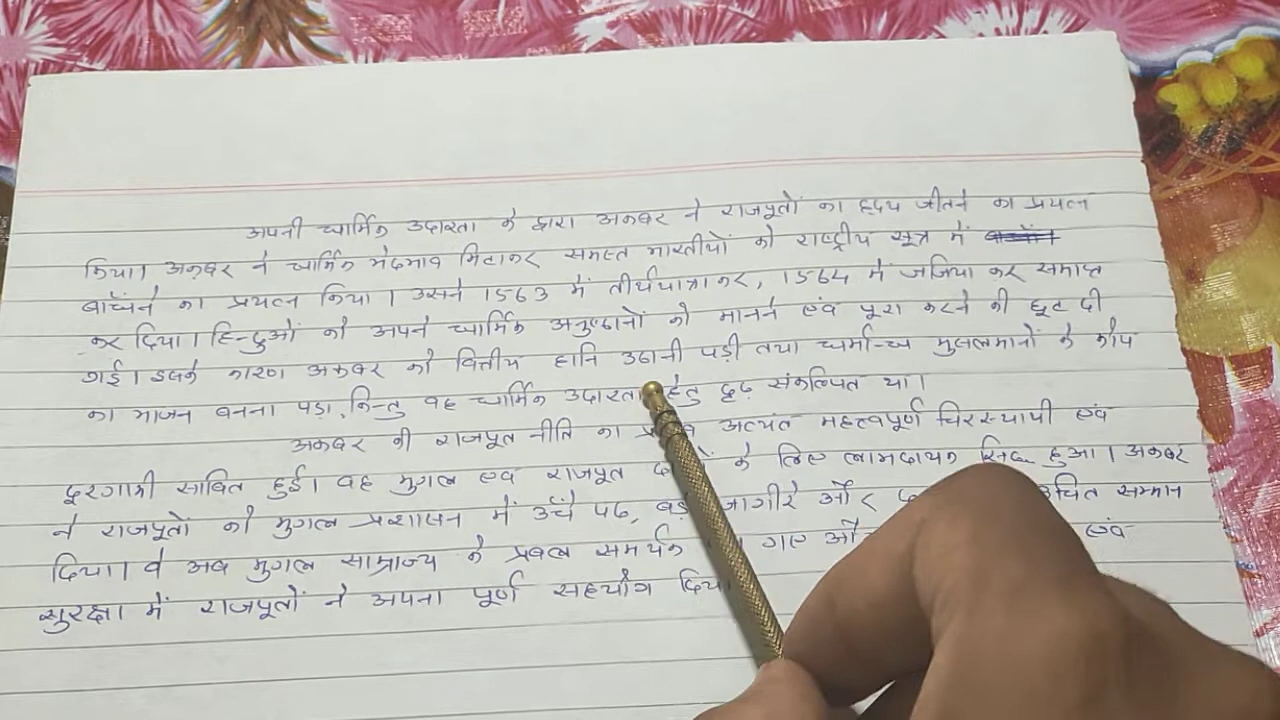 अपनी धार्मिक उदारता के द्वारा अकबर ने राजपूतों का हृदय जीतने का प्रयत्न
किया। अकबर ने धार्मिक भेदभाव मिटाकर समस्त भारतीयों को राष्ट्रीय सूत्र में
बाँधने का प्रयत्न किया। उसने 1563 में तीर्थयात्रा कर, 1564 में जजिया कर समाप्त
कर दिया। हिन्दुओं को अपने धार्मिक अनुष्ठानों को मानने एवं पूरा करने की छूट दी
गई। इसके कारण अकबर को वित्तीय हानि उठानी पड़ी तथा धर्मान्ध मुसलमानों के कोप
का भाजन बनना पड़ा, किन्तु वह धार्मिक उदारता हेतु दृढ़ संकल्पित था।
अकबर की राजपूत नीति का अत्यंत महत्वपूर्ण चिरस्थायी एवं
दूरगामी साबित हुई। वह मुगल एवं राजपूत के लिए लाभदायक सिद्ध हुआ। अकबर
ने राजपूतों को मुगल प्रशासन में उँचे पद, जागीरे और उचित सम्मान
दिया। वे अब मुगल साम्राज्य के प्रबल समर्थक गए एवं
सुरक्षा में राजपूतों ने अपना पूर्ण सहयोग दिया